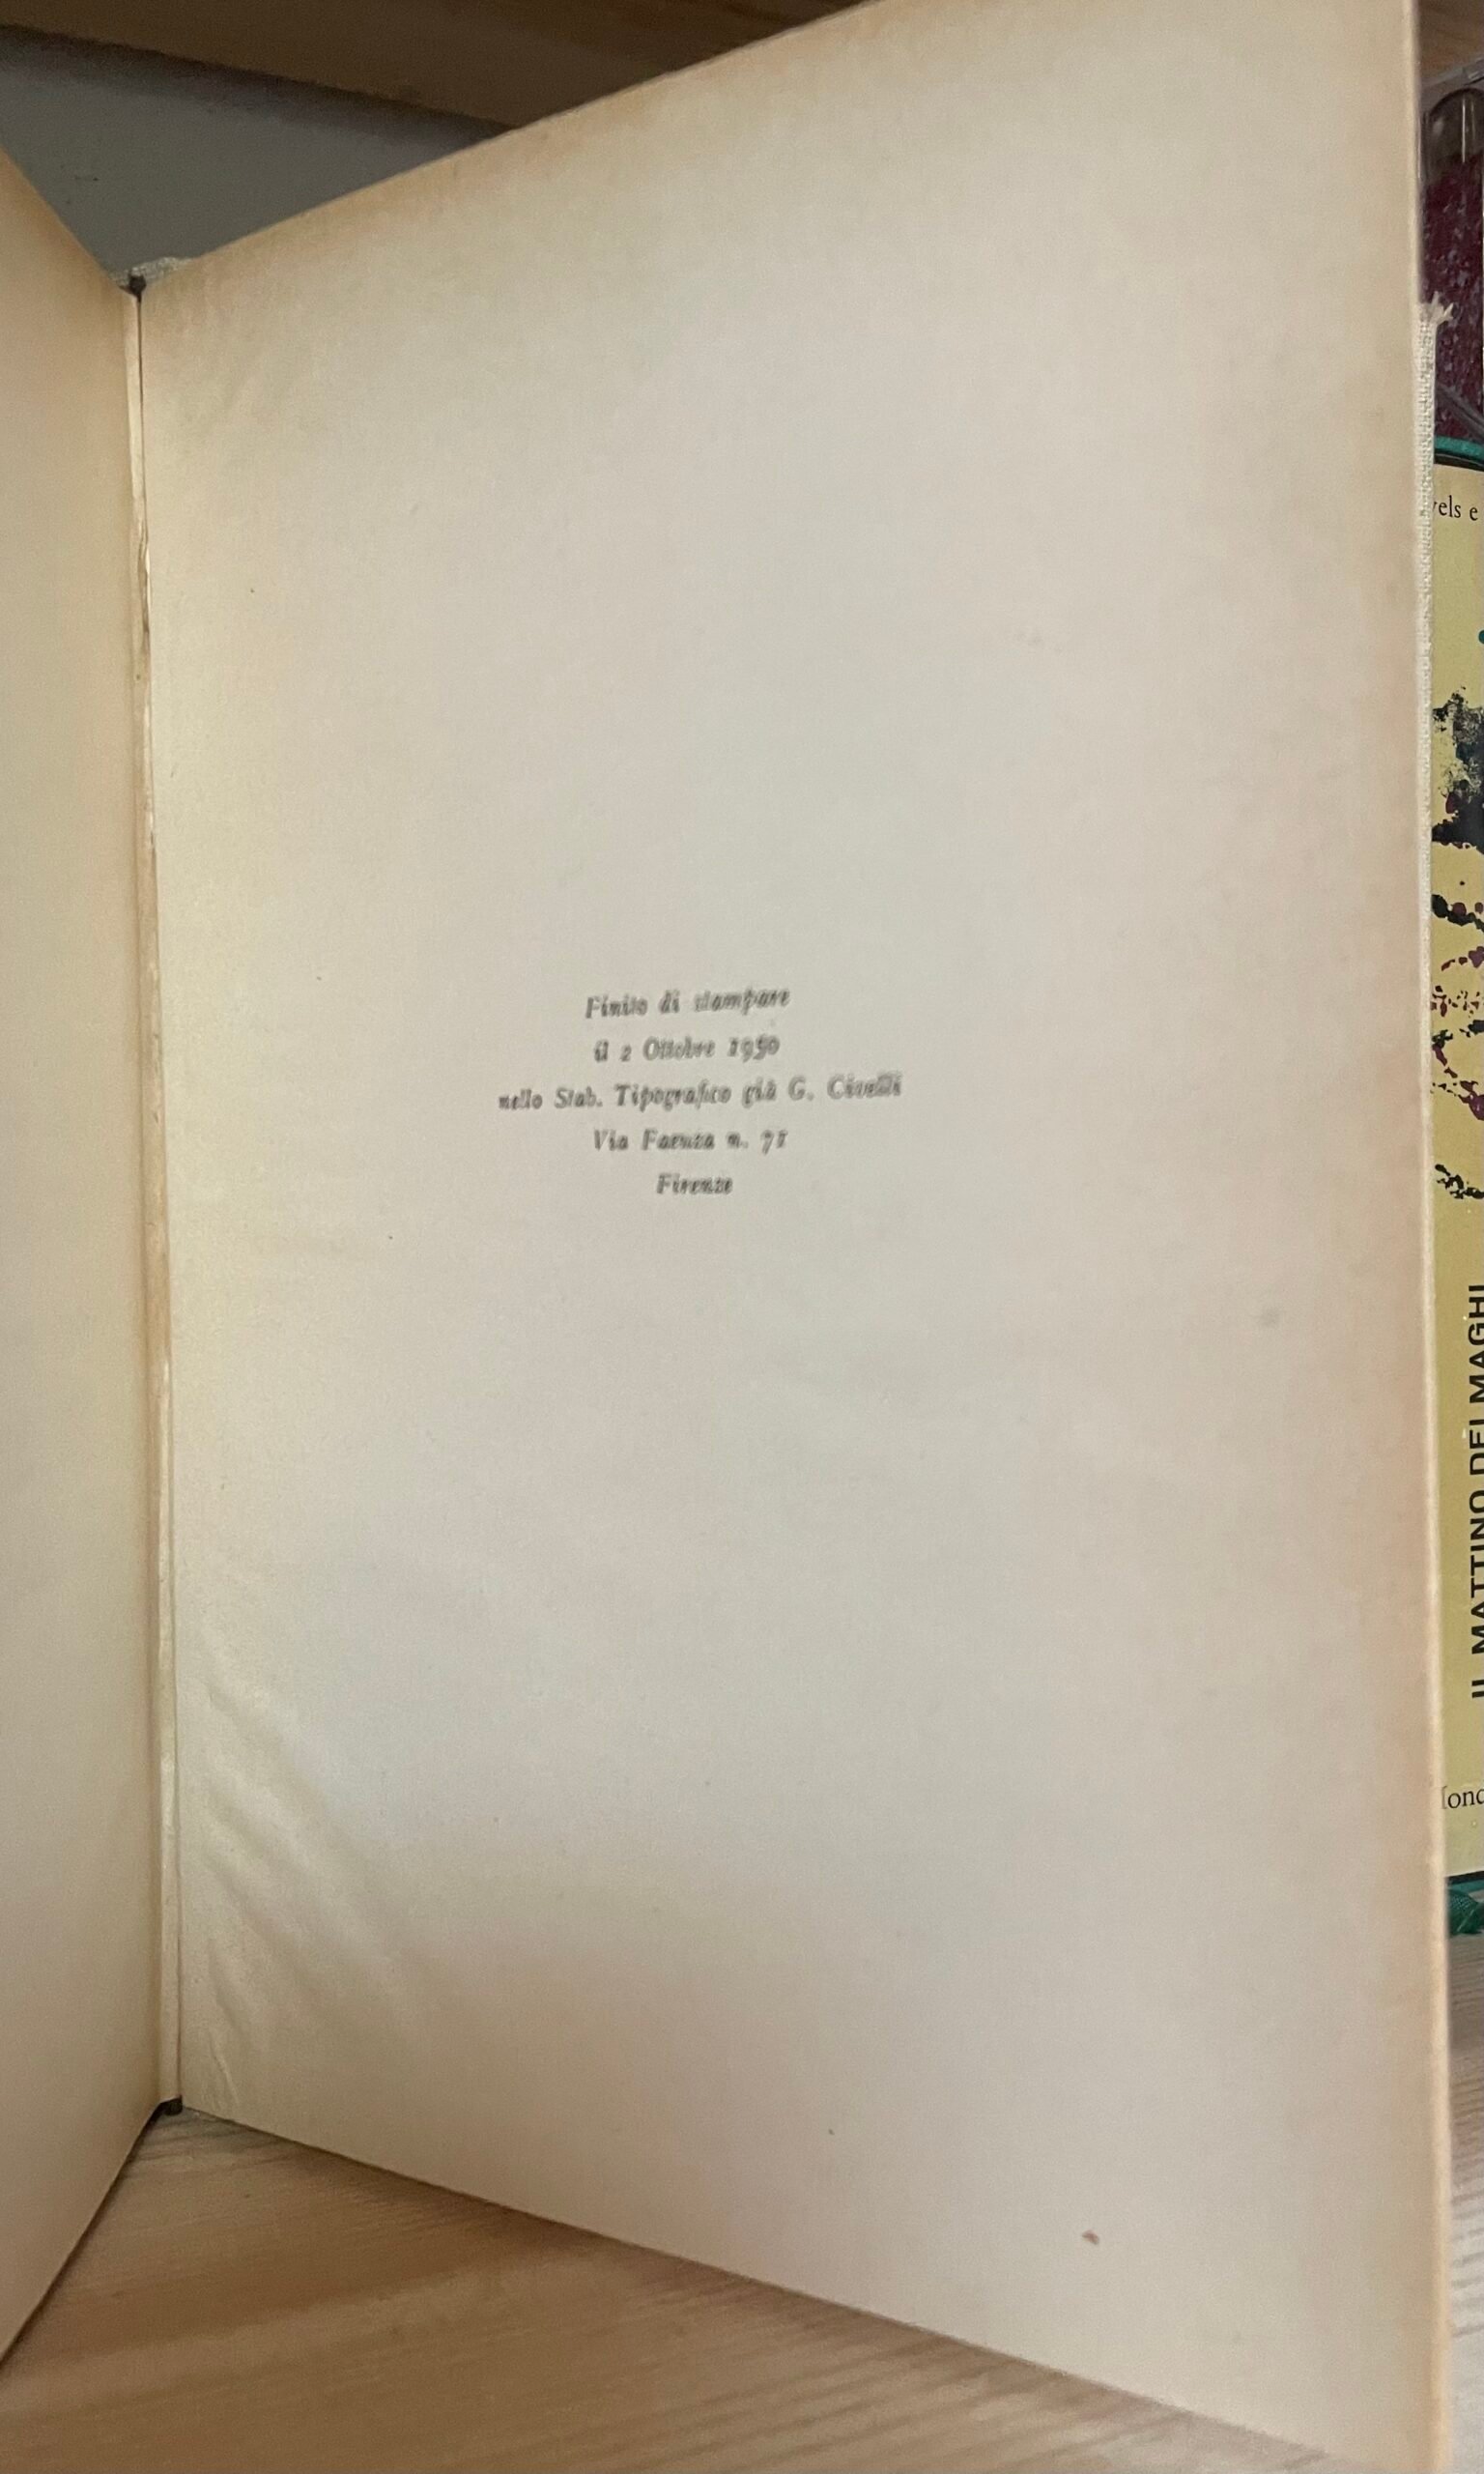 Finito di stampare
il 2 Ottobre 1950
nello Stab. Tipografico già G. Civelli
Via Faenza n. 71
Firenze
IL MATTINO DEI MAGHI